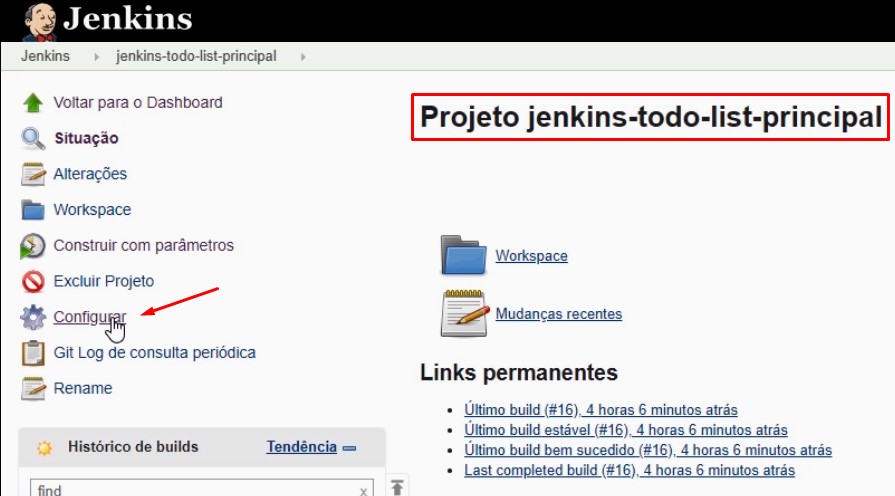 Jenkins
Jenkins jenkins-todo-list-principal
Voltar para o Dashboard
Situação
Alterações
Workspace
Construir com parâmetros
Excluir Projeto
Configurar
Git Log de consulta periódica
Rename
Histórico de builds Tendência
find x
Projeto jenkins-todo-list-principal
Workspace
Mudanças recentes
Links permanentes
Último build (#16), 4 horas 6 minutos atrás
Último build estável (#16), 4 horas 6 minutos atrás
Último build bem sucedido (#16), 4 horas 6 minutos atrás
Last completed build (#16), 4 horas 6 minutos atrás